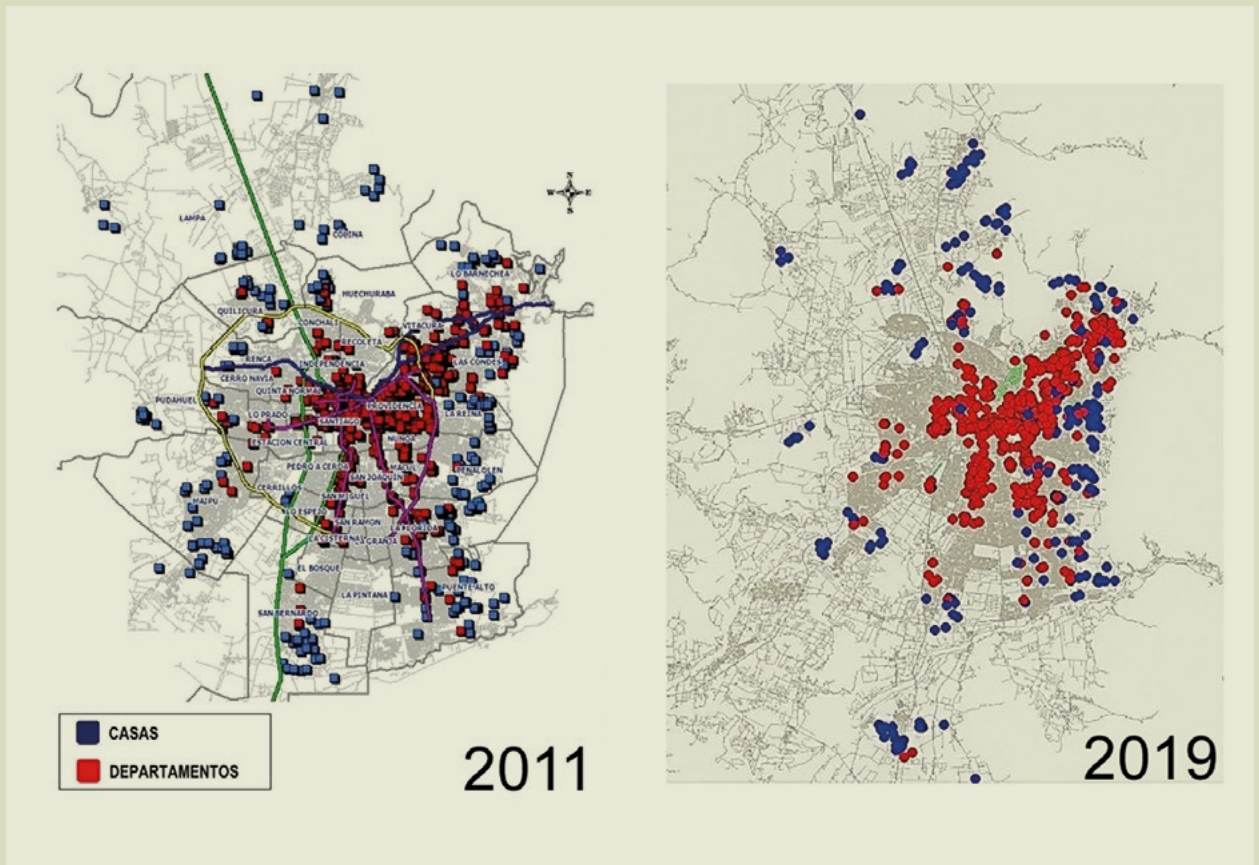 N
W E
S
LAMPA
COLINA
LO BARNECHEA
HUECHURABA
QUILICURA
CONCHALI
VITACURA
RECOLETA
RENCA
INDEPENDENCIA
LAS CONDES
CERRO NAVIA
QUINTA NORMAL
PUDAHUEL
PROVIDENCIA
LO PRADO
SANTIAGO
LA REINA
ESTACION CENTRAL
NUNOA
PEDRO A CERDA
MACUL
PENALOLEN
SAN JOAQUIN
CERRILLOS
SAN MIGUEL
MAIPU
LO ESPEJO
SAN RAMON
LA FLORIDA
LA CISTERNA
LA GRANJA
EL BOSQUE
LA PINTANA
PUENTE ALTO
SAN BERNARDO
CASAS
DEPARTAMENTOS
2011
2019